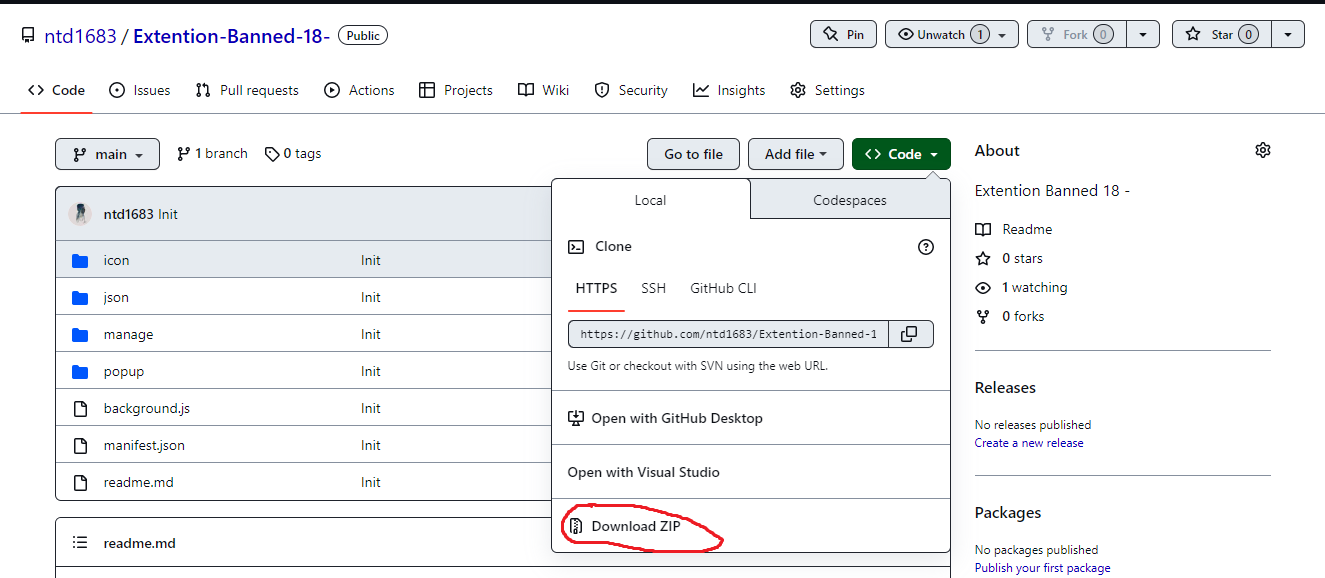 ntd1683 / Extention-Banned-18- Public
Pin
Unwatch 1
Fork 0
Star 0
Code
Issues
Pull requests
Actions
Projects
Wiki
Security
Insights
Settings
main
1 branch
0 tags
Go to file
Add file
Code
ntd1683 Init
icon Init
json Init
manage Init
popup Init
background.js Init
manifest.json Init
readme.md Init
readme.md
Local
Codespaces
Clone
HTTPS
SSH
GitHub CLI
https://github.com/ntd1683/Extention-Banned-1
Use Git or checkout with SVN using the web URL.
Open with GitHub Desktop
Open with Visual Studio
Download ZIP
About
Extention Banned 18 -
Readme
0 stars
1 watching
0 forks
Releases
No releases published
Create a new release
Packages
No packages published
Publish your first package